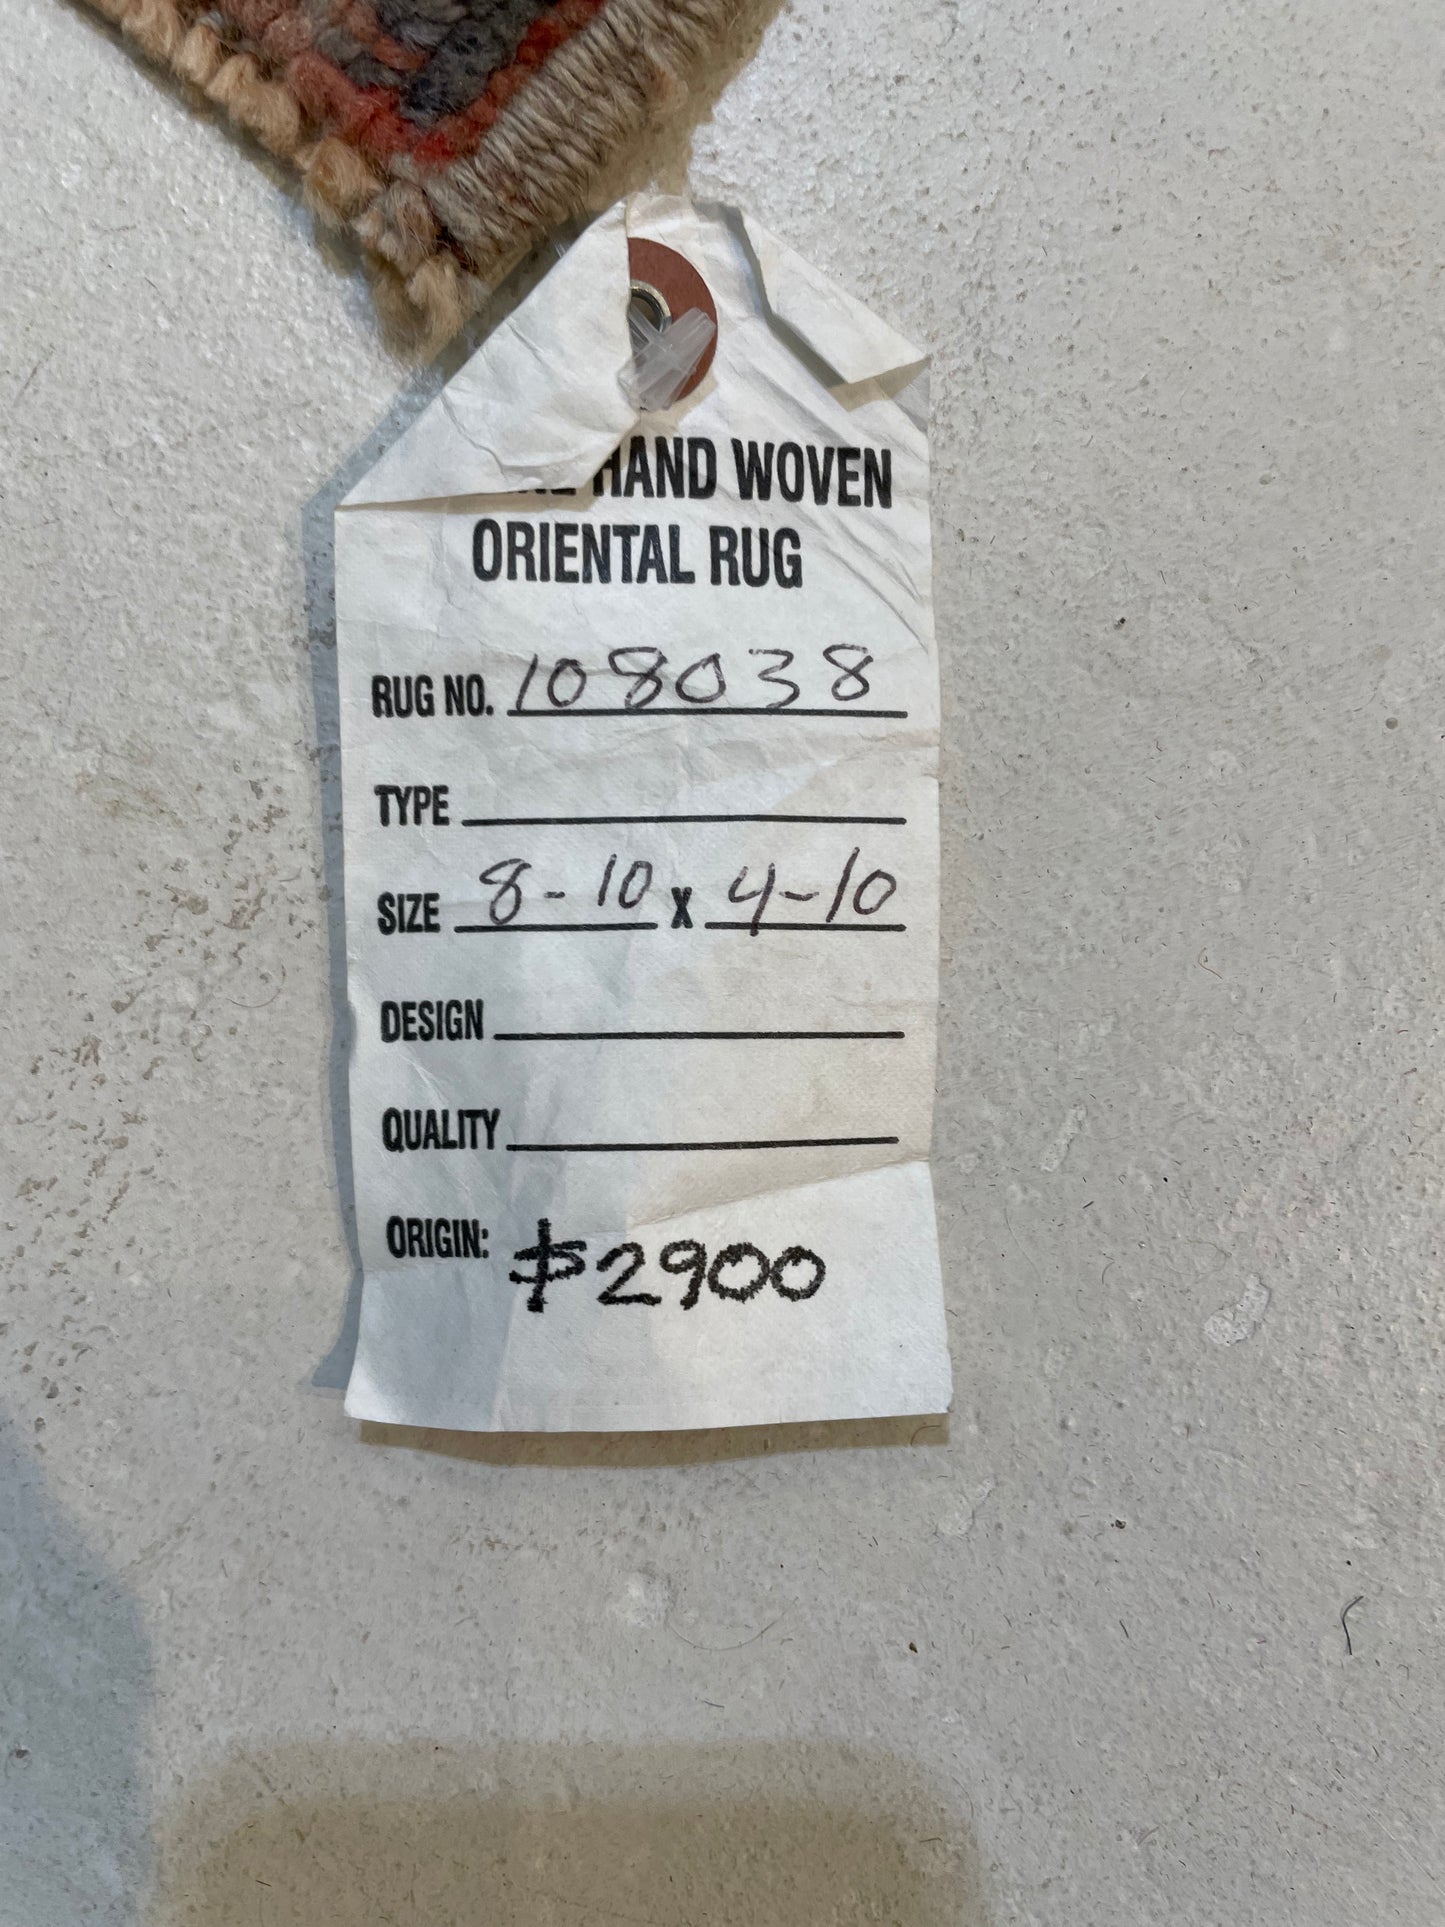 HAND WOVEN
ORIENTAL RUG
RUG NO. 108038
TYPE
SIZE 8-10 X 4-10
DESIGN
QUALITY
ORIGIN: $2900